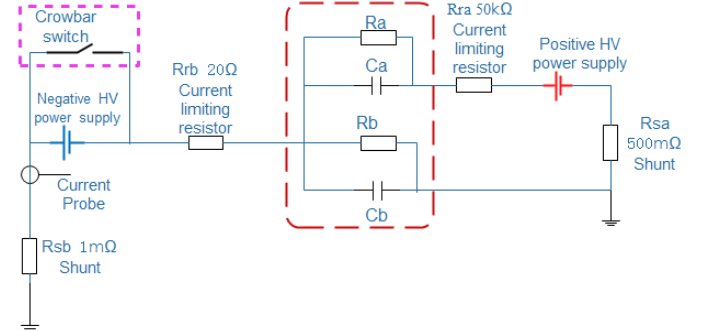 Crowbar
switch
Negative HV
power supply
Current
Probe
Rsb 1mΩ
Shunt
Rrb 20Ω
Current
limiting
resistor
Ra
Ca
Rb
Cb
Rra 50kΩ
Current
limiting
resistor
Positive HV
power supply
Rsa
500mΩ
Shunt